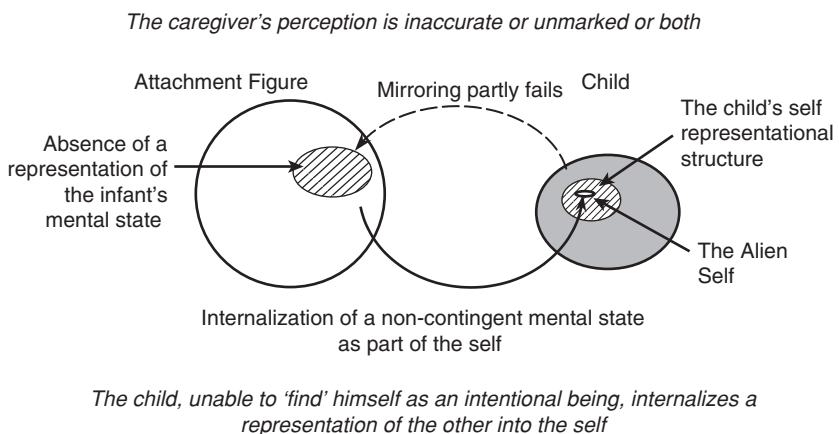 The caregiver’s perception is inaccurate or unmarked or both
Attachment Figure
Mirroring partly fails
Child
Absence of a
representation of
the infant’s
mental state
The child’s self
representational
structure
The Alien
Self
Internalization of a non-contingent mental state
as part of the self
The child, unable to ‘find’ himself as an intentional being, internalizes a
representation of the other into the self